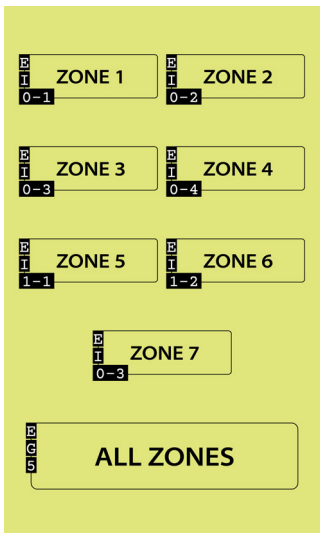 E
I
0-1
ZONE 1
E
I
0-2
ZONE 2
E
I
0-3
ZONE 3
E
I
0-4
ZONE 4
E
I
1-1
ZONE 5
E
I
1-2
ZONE 6
E
I
0-3
ZONE 7
E
G
5
ALL ZONES